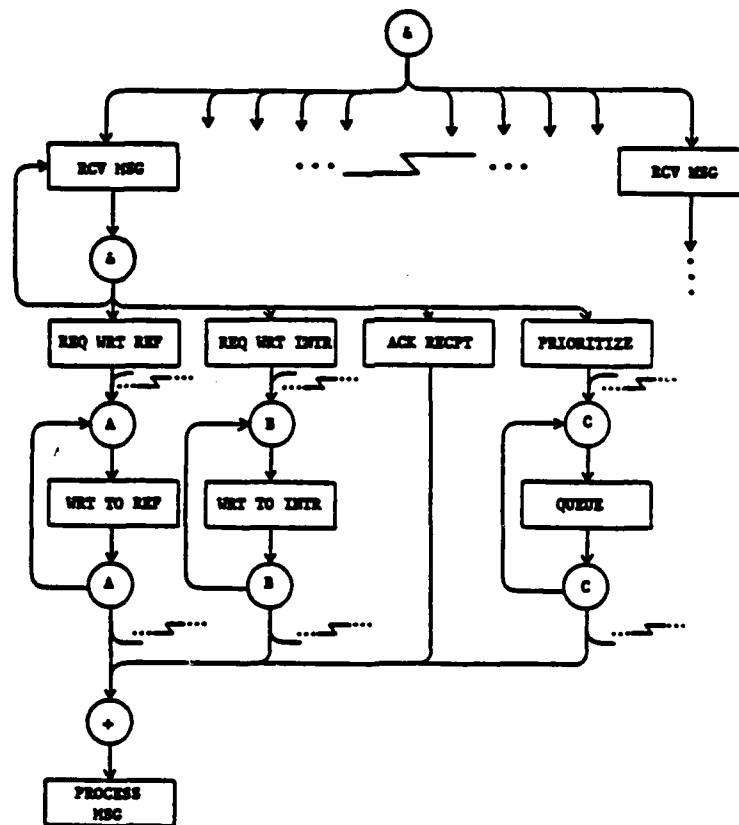 &
RCV MSG
... ...
RCV MSG
&
REQ WRT REF
REQ WRT INTR
ACK RECPT
PRIORITIZE
A
B
C
WRT TO REF
WRT TO INTR
QUEUE
A
B
C
+
PROCESS
MSG